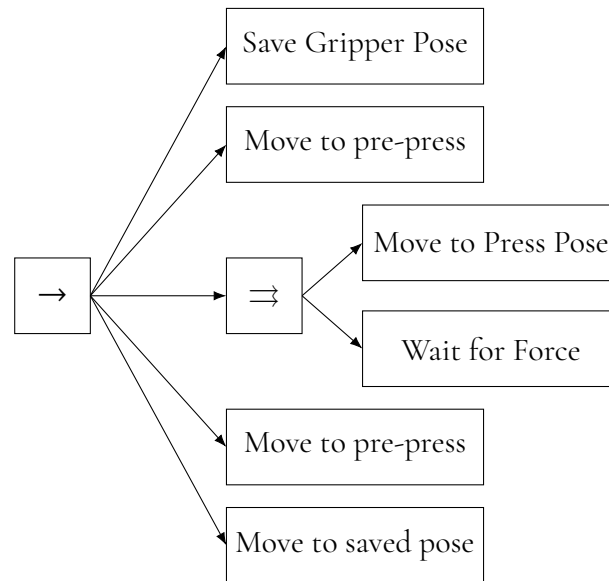 Save Gripper Pose
Move to pre-press
→
⇉
Move to Press Pose
Wait for Force
Move to pre-press
Move to saved pose